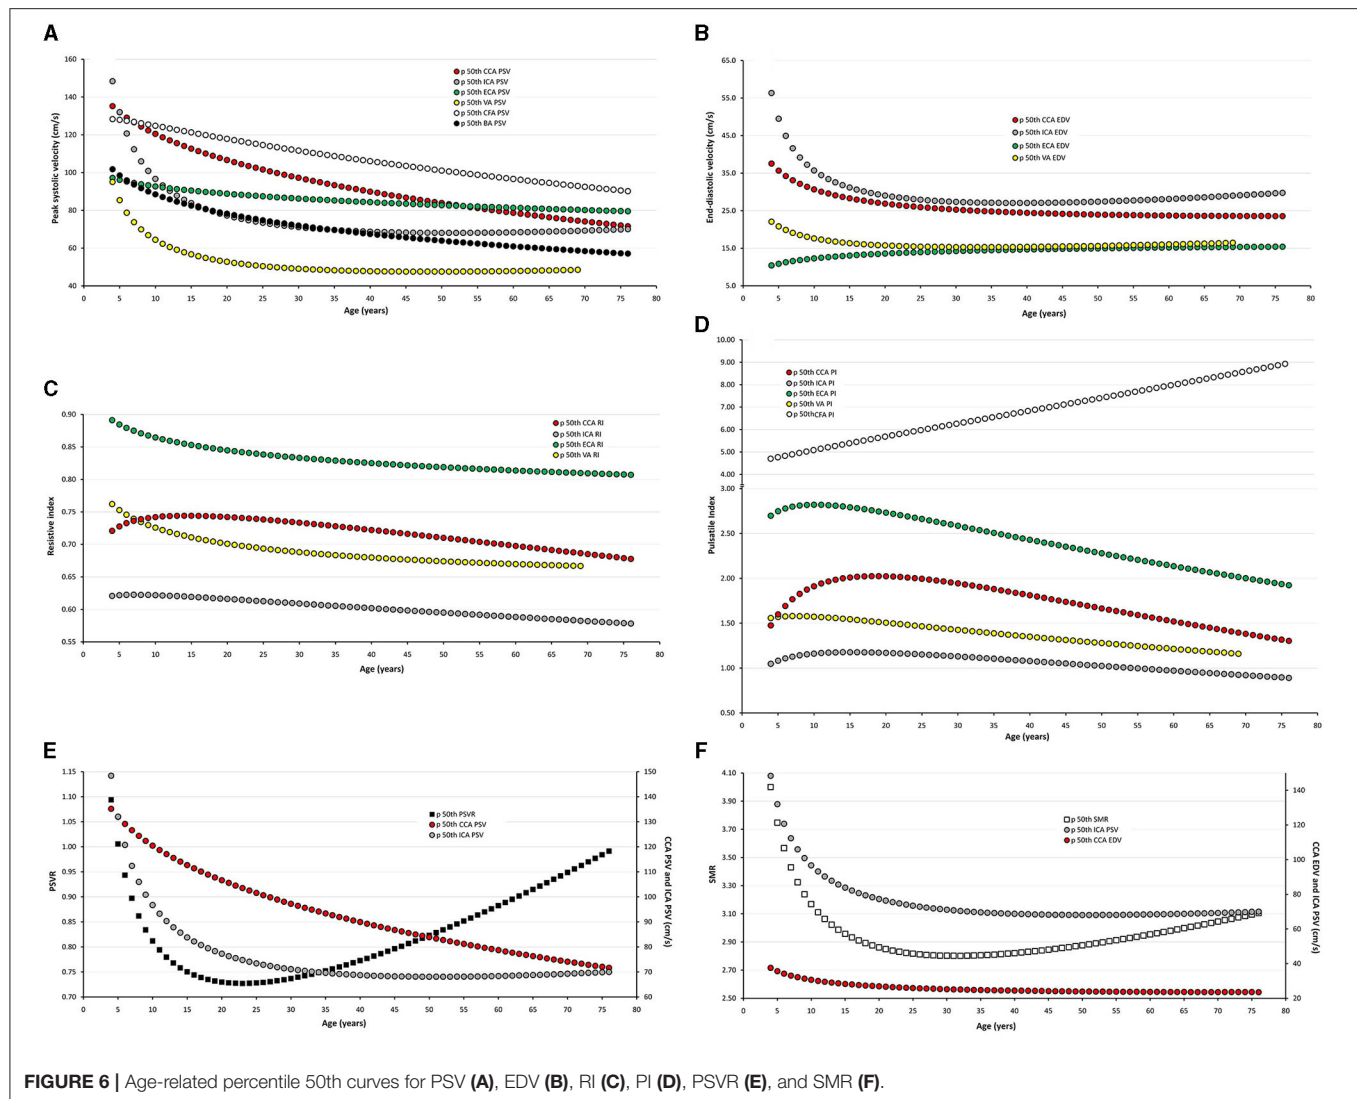 A
160
140
120
100
80
60
40
0 5 10 15 20 25 30 35 40 45 50 55 60 65 70 75 80
Peak systolic velocity (cm/s)
Age (years)
p 50th CCA PSV
p 50th ICA PSV
p 50th ECA PSV
p 50th VA PSV
p 50th CFA PSV
p 50th BA PSV
B
65.0
55.0
45.0
35.0
25.0
15.0
5.0
0 5 10 15 20 25 30 35 40 45 50 55 60 65 70 75 80
End-diastolic velocity (cm/s)
Age (years)
p 50th CCA EDV
p 50th ICA EDV
p 50th ECA EDV
p 50th VA EDV
C
0.90
0.85
0.80
0.75
0.70
0.65
0.60
0.55
0 5 10 15 20 25 30 35 40 45 50 55 60 65 70 75 80
Resistive index
Age (years)
p 50th CCA RI
p 50th ICA RI
p 50th ECA RI
p 50th VA RI
D
10.00
9.00
8.00
7.00
6.00
5.00
4.00
3.00
2.50
2.00
1.50
1.00
0.50
0 5 10 15 20 25 30 35 40 45 50 55 60 65 70 75 80
Pulsatile Index
Age (years)
p 50th CCA PI
p 50th ICA PI
p 50th ECA PI
p 50th VA PI
p 50thCFA PI
E
1.15
1.10
1.05
1.00
0.95
0.90
0.85
0.80
0.75
0.70
0 5 10 15 20 25 30 35 40 45 50 55 60 65 70 75 80
150
140
130
120
110
100
90
80
70
60
PSVR
CCA PSV and ICA PSV (cm/s)
Age (years)
p 50th PSVR
p 50th CCA PSV
p 50th ICA PSV
F
4.10
3.90
3.70
3.50
3.30
3.10
2.90
2.70
2.50
0 5 10 15 20 25 30 35 40 45 50 55 60 65 70 75 80
140
120
100
80
60
40
20
SMR
CCA EDV and ICA PSV (cm/s)
Age (yers)
p 50th SMR
p 50th ICA PSV
p 50th CCA EDV
FIGURE 6 | Age-related percentile 50th curves for PSV (A), EDV (B), RI (C), PI (D), PSVR (E), and SMR (F).